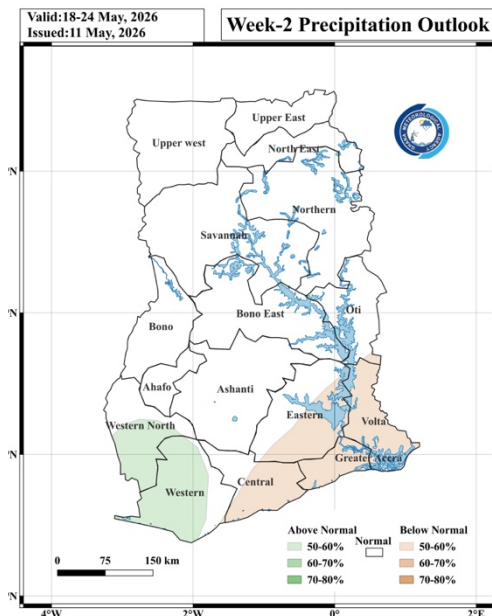 Valid:18-24 May, 2026
Issued:11 May, 2026
Week-2 Precipitation Outlook
Upper East
Upper west
North East
Northern
Savannah
Oti
Bono East
Bono
Ahafo
Ashanti
Eastern
Volta
Western North
Greater Accra
Central
Western
Above Normal
Normal
Below Normal
50-60%
50-60%
60-70%
60-70%
70-80%
70-80%
0 75 150 km
N
N
N
N
4°W
2°W
0°
2°E